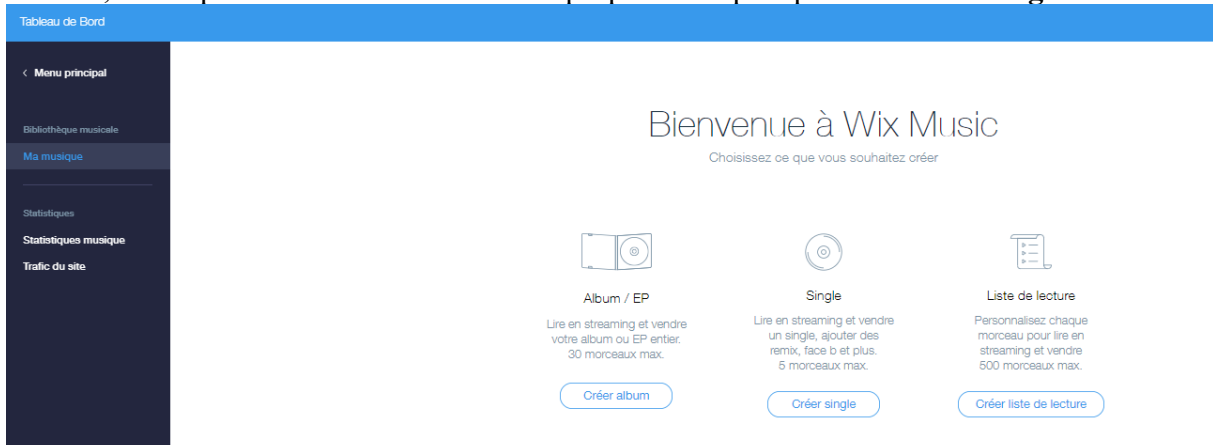 Tableau de Bord
< Menu principal
Bibliothèque musicale
Ma musique
Statistiques
Statistiques musique
Trafic du site
Bienvenue à Wix Music
Choisissez ce que vous souhaitez créer
Album / EP
Lire en streaming et vendre
votre album ou EP entier.
30 morceaux max.
Créer album
Single
Lire en streaming et vendre
un single, ajouter des
remix, face b et plus.
5 morceaux max.
Créer single
Liste de lecture
Personnalisez chaque
morceau pour lire en
streaming et vendre
500 morceaux max.
Créer liste de lecture